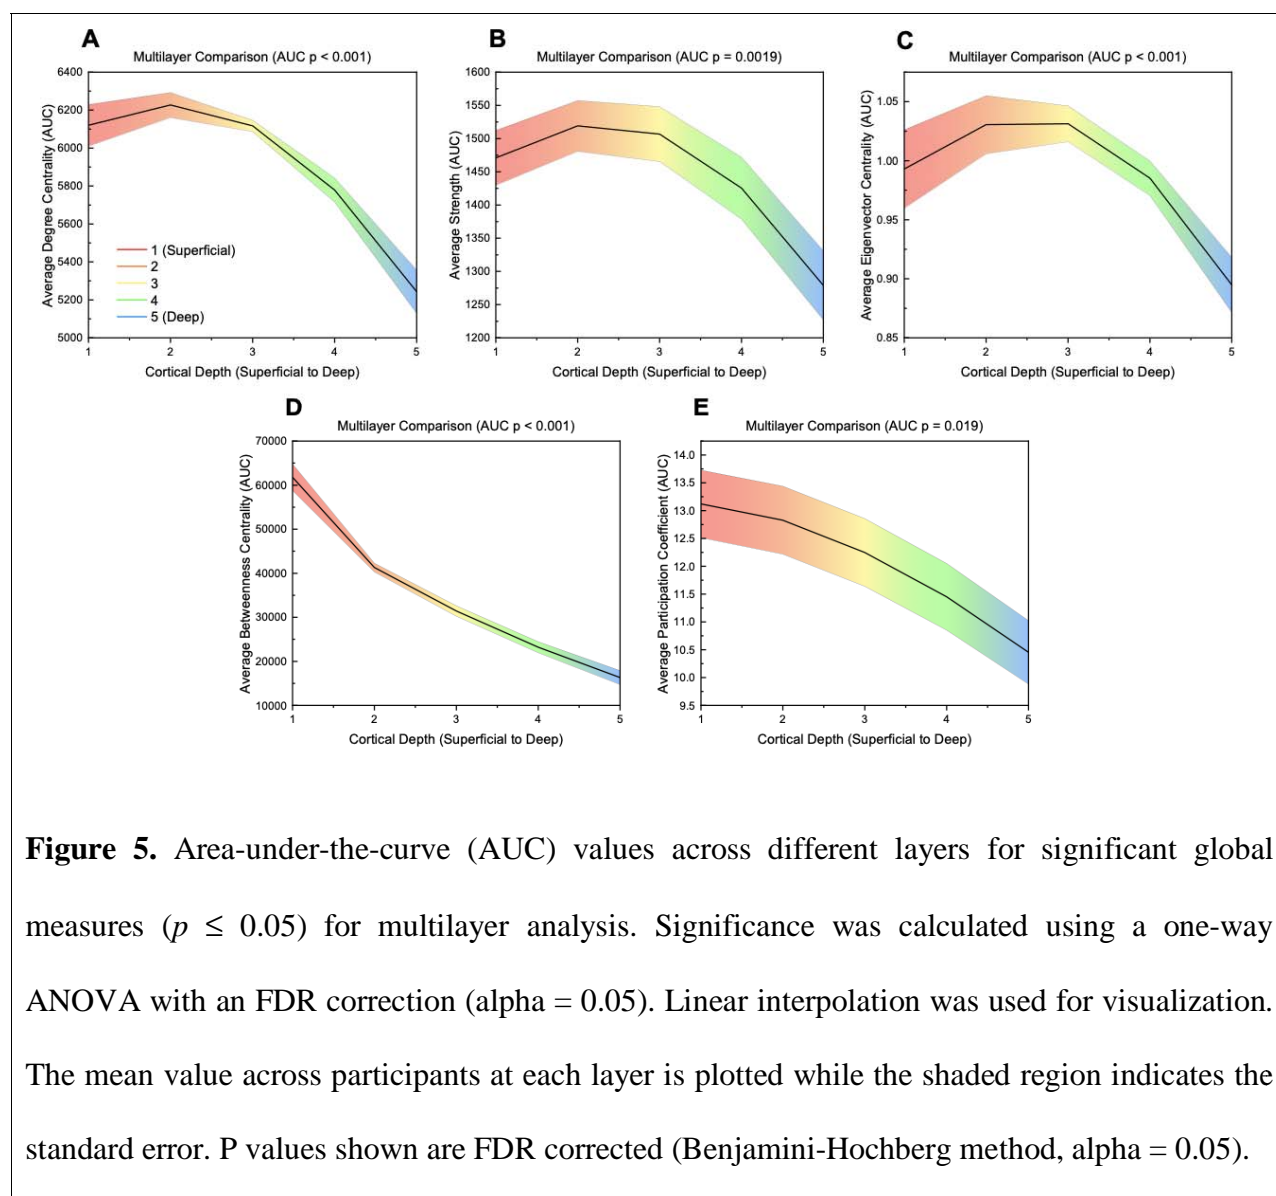 A
Multilayer Comparison (AUC p < 0.001)
Average Degree Centrality (AUC)
6400
6200
6000
5800
5600
5400
5200
5000
1 (Superficial)
2
3
4
5 (Deep)
1 2 3 4 5
Cortical Depth (Superficial to Deep)
B
Multilayer Comparison (AUC p = 0.0019)
Average Strength (AUC)
1600
1550
1500
1450
1400
1350
1300
1250
1200
1 2 3 4 5
Cortical Depth (Superficial to Deep)
C
Multilayer Comparison (AUC p < 0.001)
Average Eigenvector Centrality (AUC)
1.05
1.00
0.95
0.90
0.85
1 2 3 4 5
Cortical Depth (Superficial to Deep)
D
Multilayer Comparison (AUC p < 0.001)
Average Betweenness Centrality (AUC)
70000
60000
50000
40000
30000
20000
10000
1 2 3 4 5
Cortical Depth (Superficial to Deep)
E
Multilayer Comparison (AUC p = 0.019)
Average Participation Coefficient (AUC)
14.0
13.5
13.0
12.5
12.0
11.5
11.0
10.5
10.0
9.5
1 2 3 4 5
Cortical Depth (Superficial to Deep)
Figure 5. Area-under-the-curve (AUC) values across different layers for significant global
measures (p ≤ 0.05) for multilayer analysis. Significance was calculated using a one-way
ANOVA with an FDR correction (alpha = 0.05). Linear interpolation was used for visualization.
The mean value across participants at each layer is plotted while the shaded region indicates the
standard error. P values shown are FDR corrected (Benjamini-Hochberg method, alpha = 0.05).